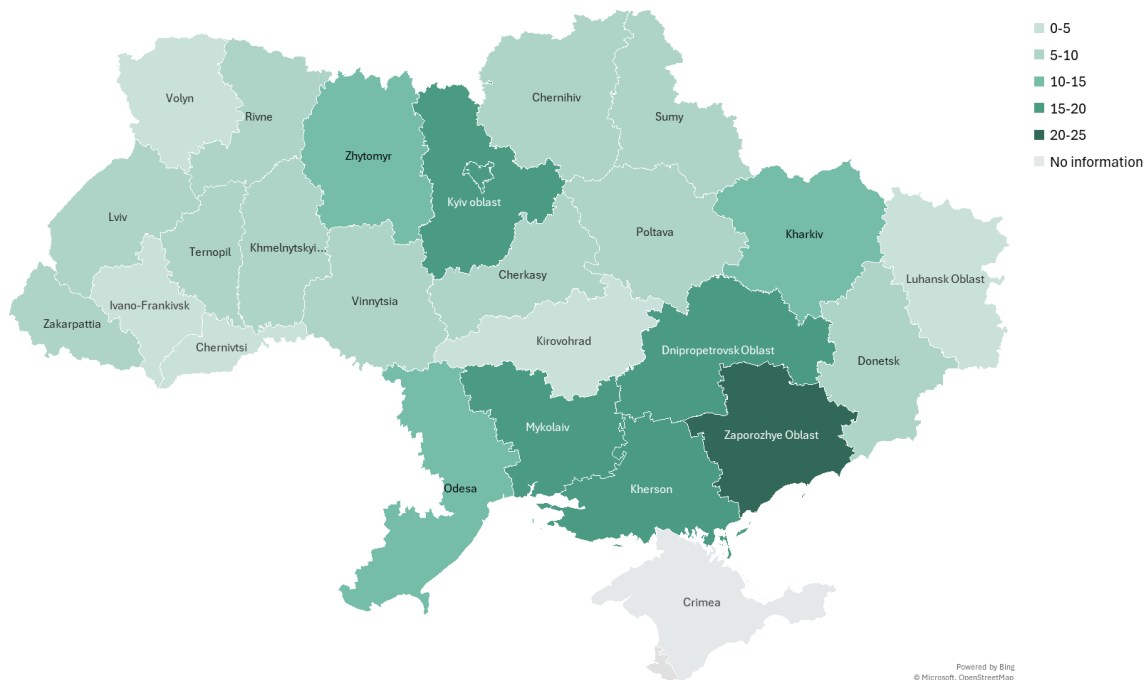 0-5
5-10
10-15
15-20
20-25
No information
Volyn
Rivne
Zhytomyr
Chernihiv
Sumy
Kyiv oblast
Lviv
Ternopil
Khmelnytskyi...
Poltava
Kharkiv
Cherkasy
Luhansk Oblast
Ivano-Frankivsk
Vinnytsia
Zakarpattia
Chernivtsi
Kirovohrad
Dnipropetrovsk Oblast
Donetsk
Mykolaiv
Zaporozhye Oblast
Odesa
Kherson
Crimea
Powered by Bing
© Microsoft, OpenStreetMap